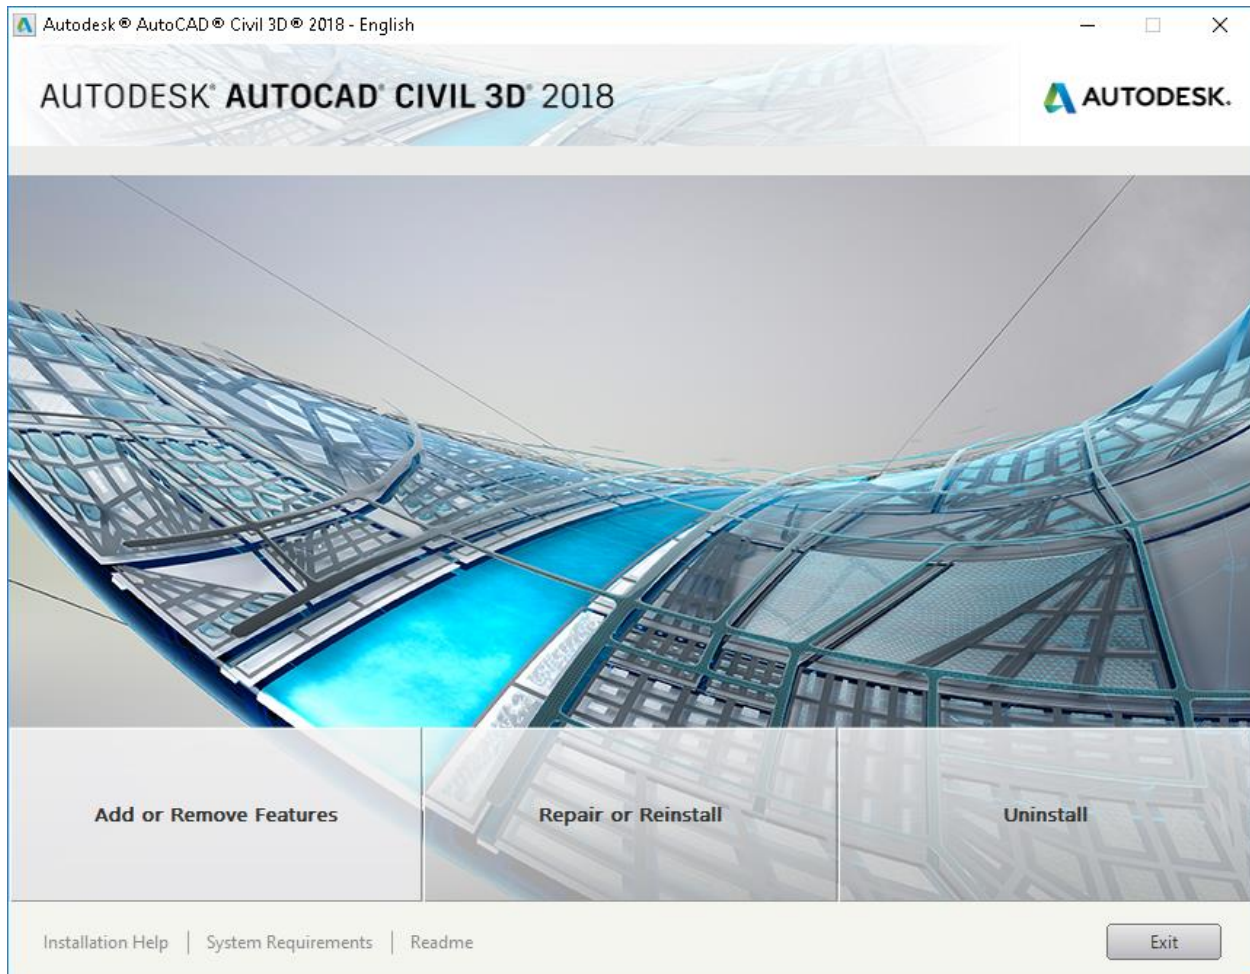 Autodesk® AutoCAD® Civil 3D® 2018 - English
AUTODESK® AUTOCAD® CIVIL 3D® 2018
AUTODESK.
Add or Remove Features
Repair or Reinstall
Uninstall
Installation Help | System Requirements | Readme
Exit